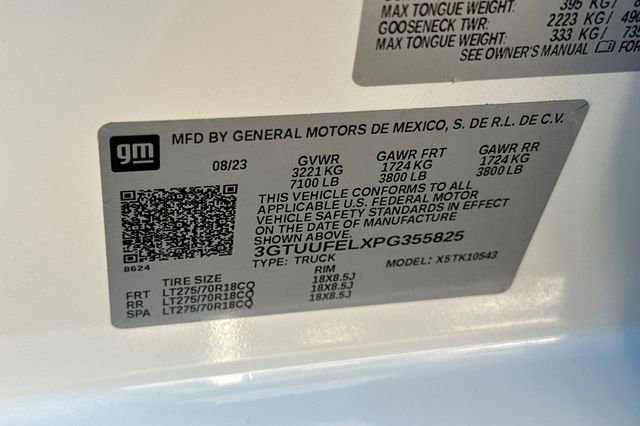 MAX TONGUE WEIGHT: 395 KG/
GOOSENECK TWR: 2223 KG/
MAX TONGUE WEIGHT: 333 KG/
SEE OWNER'S MANUAL FOR
gm
MFD BY GENERAL MOTORS DE MEXICO, S. DE R.L. DE C.V.
08/23 GVWR GAWR FRT GAWR RR
3221 KG 1724 KG 1724 KG
7100 LB 3800 LB 3800 LB
THIS VEHICLE CONFORMS TO ALL
APPLICABLE U.S. FEDERAL MOTOR
VEHICLE SAFETY STANDARDS IN EFFECT
ON THE DATE OF MANUFACTURE
SHOWN ABOVE.
3GTUUFELXPG355825
TYPE: TRUCK MODEL: X5TK10543
8624
TIRE SIZE RIM
FRT LT275/70R18CQ 18X8.5J
RR LT275/70R18CQ 18X8.5J
SPA LT275/70R18CQ 18X8.5J